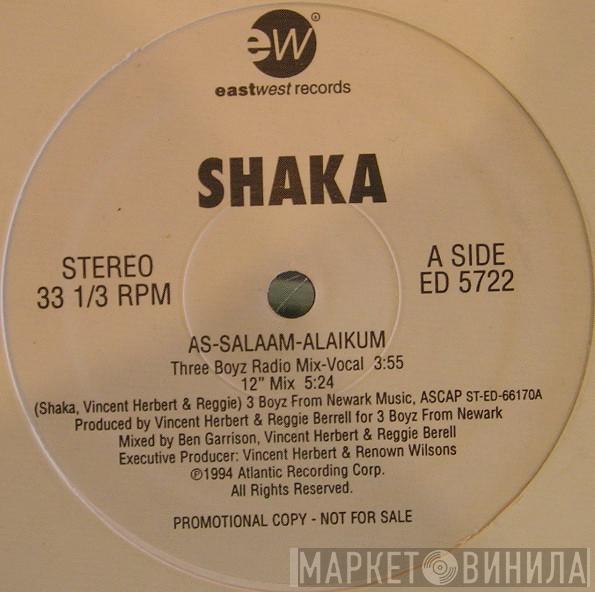 ew
eastwest records
SHAKA
STEREO
33 1/3 RPM
A SIDE
ED 5722
AS-SALAAM-ALAIKUM
Three Boyz Radio Mix-Vocal 3:55
12" Mix 5:24
(Shaka, Vincent Herbert & Reggie) 3 Boyz From Newark Music, ASCAP ST-ED-66170A
Produced by Vincent Herbert & Reggie Berrell for 3 Boyz From Newark
Mixed by Ben Garrison, Vincent Herbert & Reggie Berell
Executive Producer: Vincent Herbert & Renown Wilsons
℗1994 Atlantic Recording Corp.
All Rights Reserved.
PROMOTIONAL COPY - NOT FOR SALE
МАРКЕТ ВИНИЛА